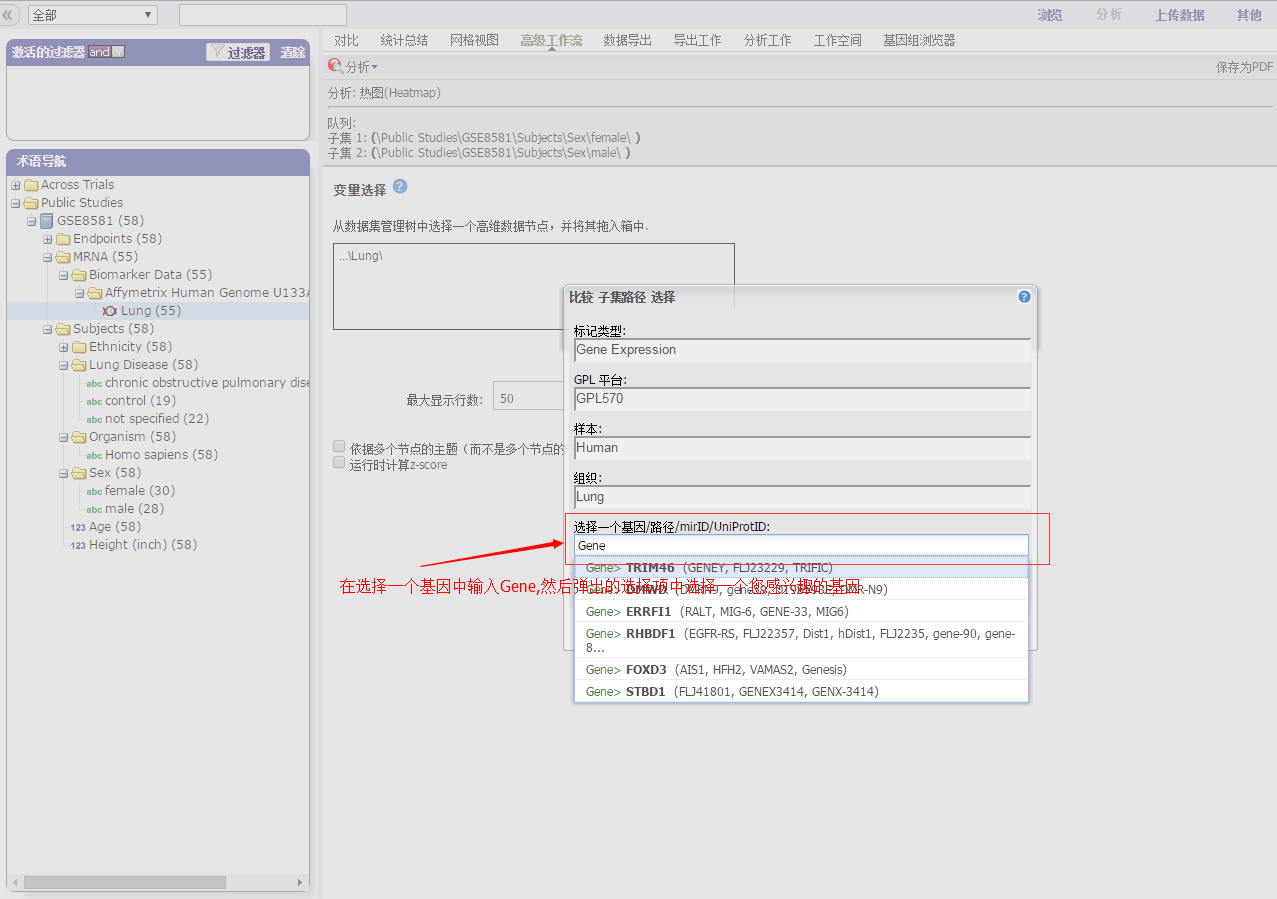 全部
浏览 分析 上传数据 其他
激活的过滤器 and or 过滤器 清除
对比 统计总结 网格视图 高级工作流 数据导出 导出工作 分析工作 工作空间 基因组浏览器
分析 保存为PDF
分析: 热图(Heatmap)
队列:
子集 1: (\Public Studies\GSE8581\Subjects\Sex\female\ )
子集 2: (\Public Studies\GSE8581\Subjects\Sex\male\ )
术语导航
Across Trials
Public Studies
GSE8581 (58)
Endpoints (58)
MRNA (55)
Biomarker Data (55)
Affymetrix Human Genome U133A
Lung (55)
Subjects (58)
Ethnicity (58)
Lung Disease (58)
abc chronic obstructive pulmonary dise
abc control (19)
abc not specified (22)
Organism (58)
abc Homo sapiens (58)
Sex (58)
abc female (30)
abc male (28)
123 Age (58)
123 Height (inch) (58)
变量选择 ?
从数据集管理树中选择一个高维数据节点，并将其拖入箱中.
...\Lung\
最大显示行数: 50
依据多个节点的主题（而不是多个节点的
运行时计算z-score
比较 子集路径 选择 ?
标记类型:
Gene Expression
GPL 平台:
GPL570
样本:
Human
组织:
Lung
选择一个基因/路径/mirID/UniProtID:
Gene
Gene> TRIM46 (GENEY, FLJ23229, TRIFIC)
在选择一个基因中输入Gene,然后弹出的选择项中选择一个您感兴趣的基因
Gene> ERRFI1 (RALT, MIG-6, GENE-33, MIG6)
Gene> RHBDF1 (EGFR-RS, FLJ22357, Dist1, hDist1, FLJ2235, gene-90, gene-
8...
Gene> FOXD3 (AIS1, HFH2, VAMAS2, Genesis)
Gene> STBD1 (FLJ41801, GENEX3414, GENX-3414)